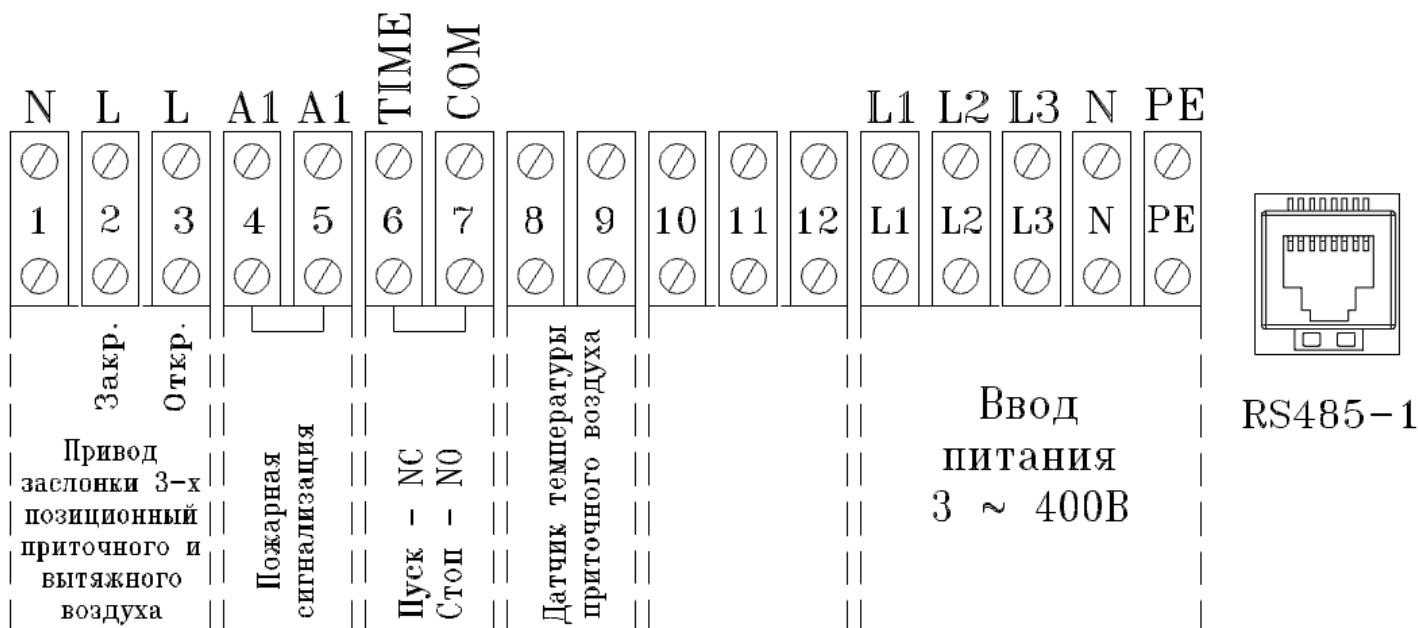 N L L A1 A1 TIME COM L1 L2 L3 N PE
1 2 3 4 5 6 7 8 9 10 11 12 L1 L2 L3 N PE
Закр.
Откр.
Привод
заслонки 3-х
позиционный
приточного и
вытяжного
воздуха
Пожарная
сигнализация
Пуск - NC
Стоп - NO
Датчик температуры
приточного воздуха
Ввод
питания
3 ~ 400В
RS485-1